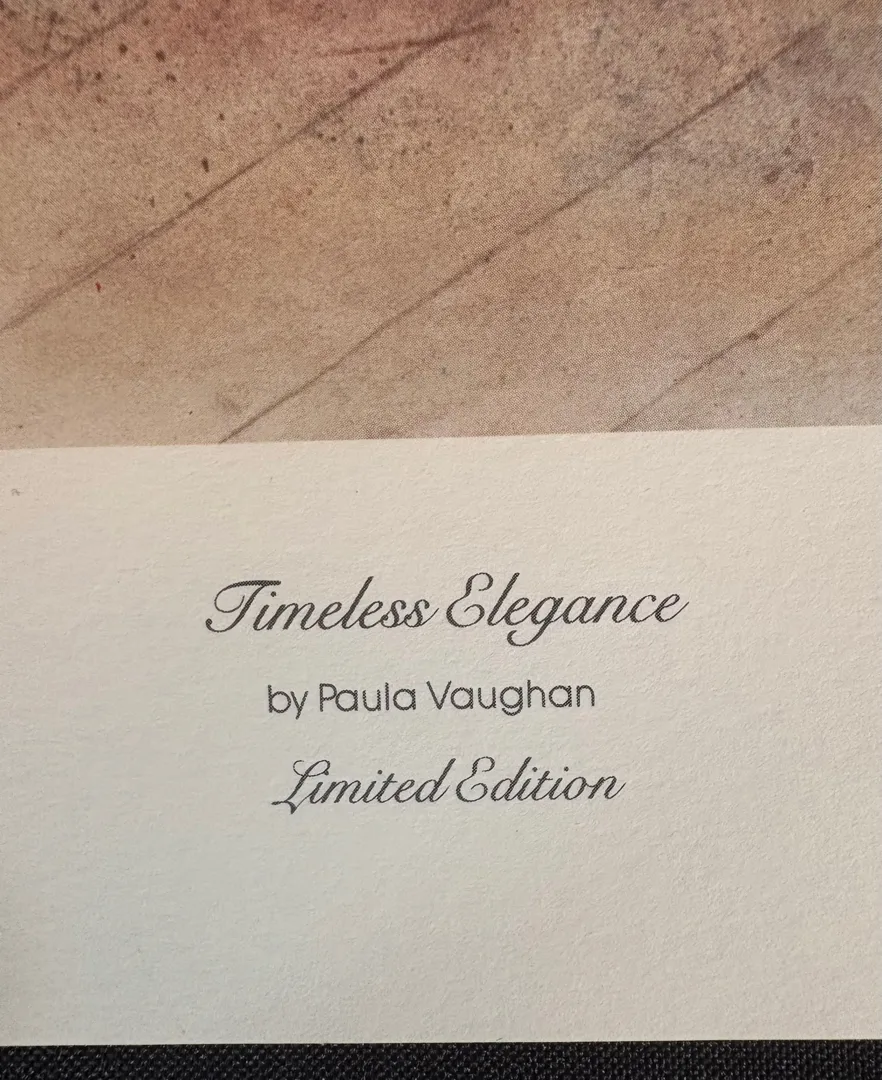 Timeless Elegance
by Paula Vaughan
Limited Edition